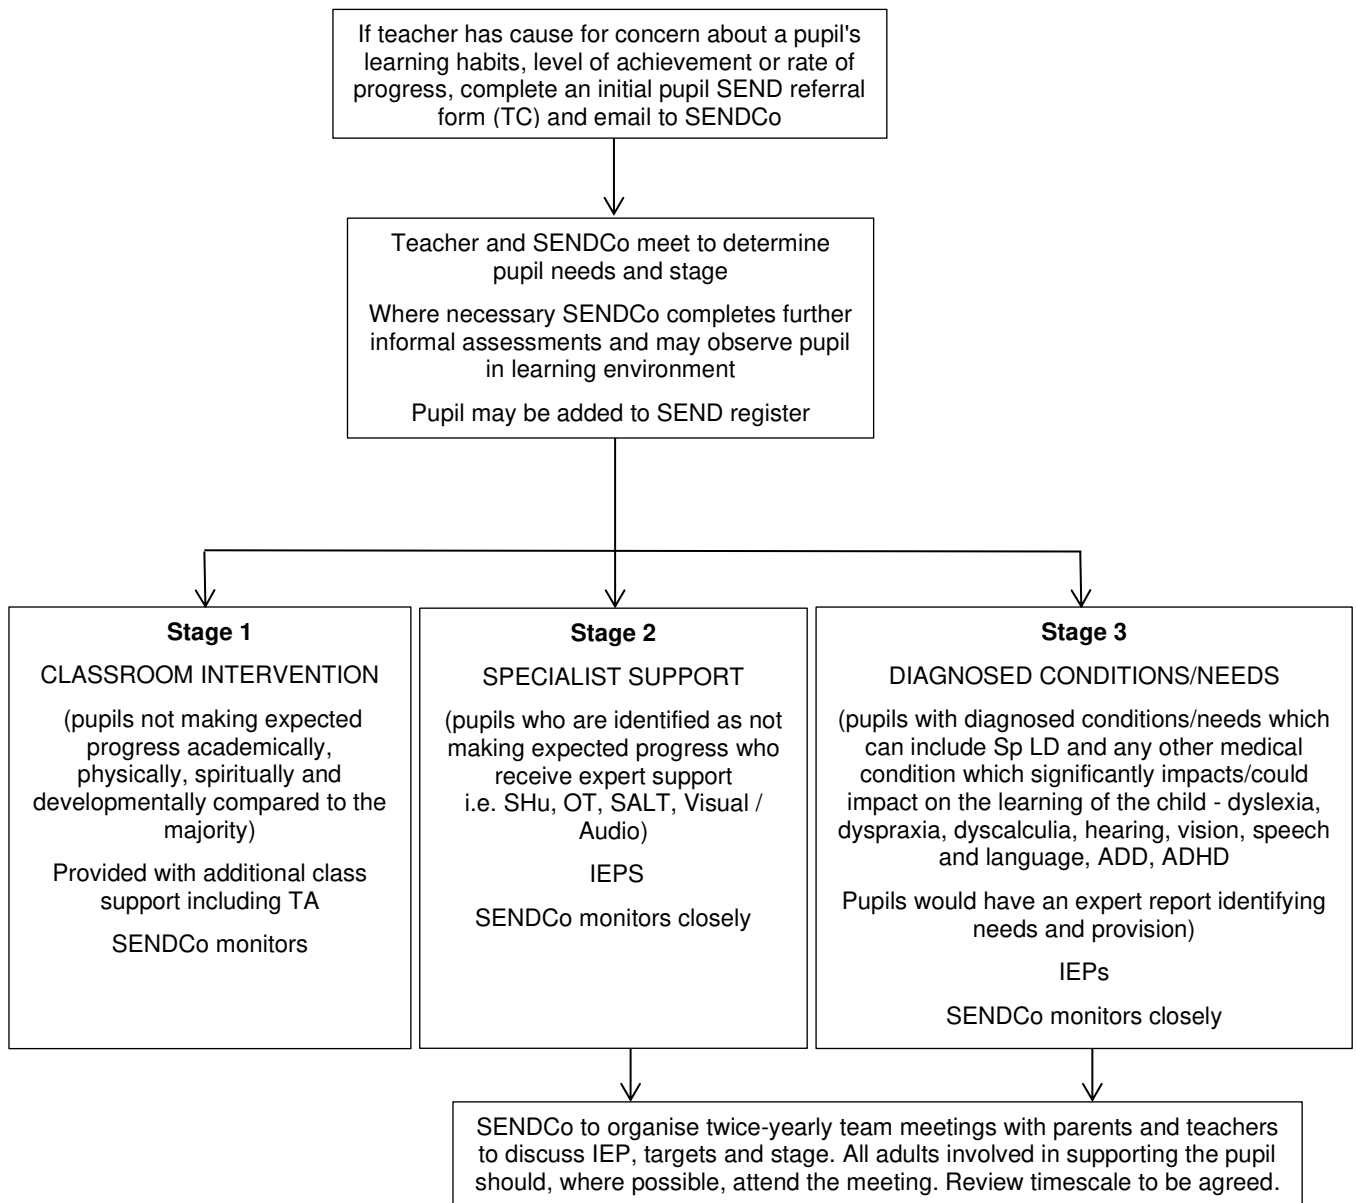 If teacher has cause for concern about a pupil's
learning habits, level of achievement or rate of
progress, complete an initial pupil SEND referral
form (TC) and email to SENDCo
Teacher and SENDCo meet to determine
pupil needs and stage
Where necessary SENDCo completes further
informal assessments and may observe pupil
in learning environment
Pupil may be added to SEND register
Stage 1
CLASSROOM INTERVENTION
(pupils not making expected
progress academically,
physically, spiritually and
developmentally compared to the
majority)
Provided with additional class
support including TA
SENDCo monitors
Stage 2
SPECIALIST SUPPORT
(pupils who are identified as not
making expected progress who
receive expert support
i.e. SHu, OT, SALT, Visual /
Audio)
IEPS
SENDCo monitors closely
Stage 3
DIAGNOSED CONDITIONS/NEEDS
(pupils with diagnosed conditions/needs which
can include Sp LD and any other medical
condition which significantly impacts/could
impact on the learning of the child - dyslexia,
dyspraxia, dyscalculia, hearing, vision, speech
and language, ADD, ADHD
Pupils would have an expert report identifying
needs and provision)
IEPs
SENDCo monitors closely
SENDCo to organise twice-yearly team meetings with parents and teachers
to discuss IEP, targets and stage. All adults involved in supporting the pupil
should, where possible, attend the meeting. Review timescale to be agreed.